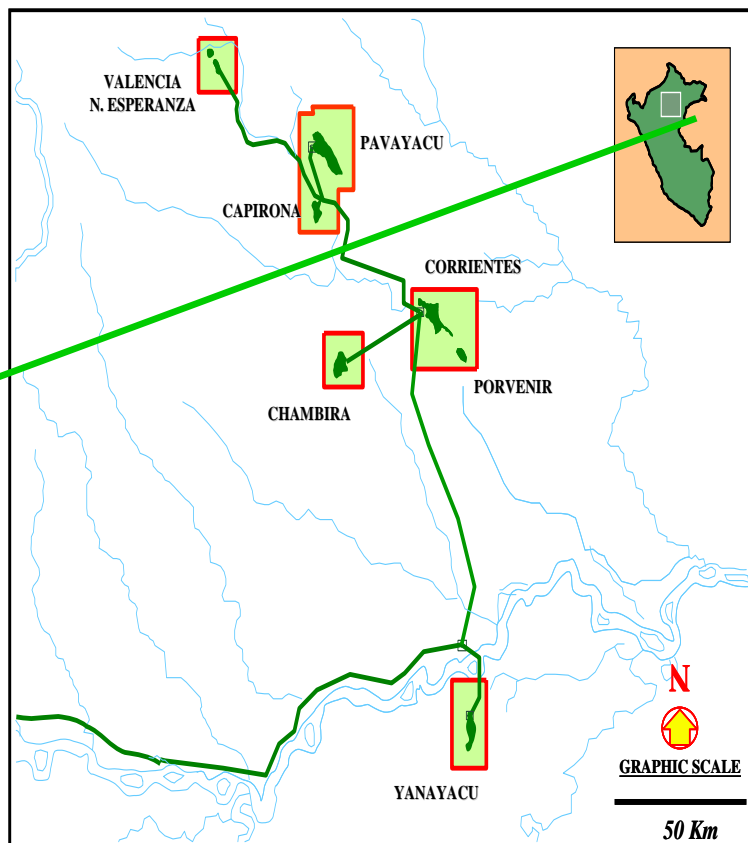 VALENCIA
N. ESPERANZA
PAVAYACU
CAPIRONA
CORRIENTES
PORVENIR
CHAMBIRA
N
GRAPHIC SCALE
YANAYACU
50 Km